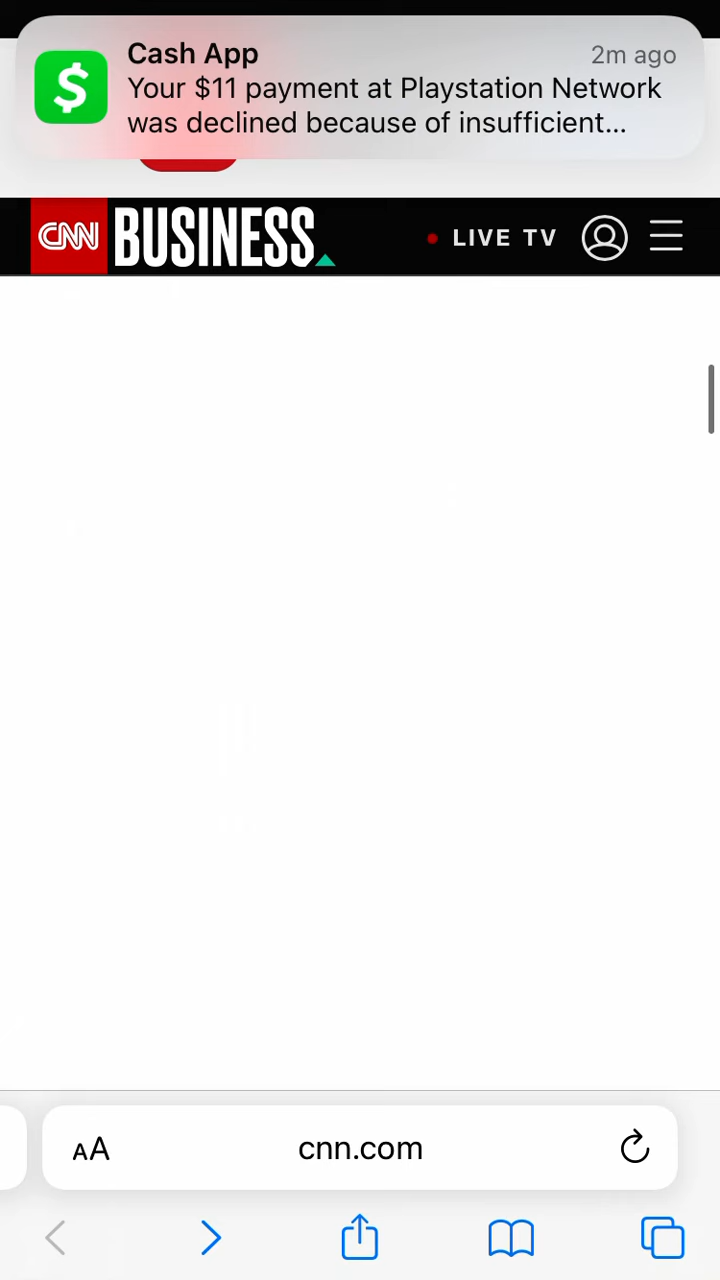 Cash App 2m ago
Your $11 payment at Playstation Network
was declined because of insufficient...
CNN BUSINESS LIVE TV
AA cnn.com